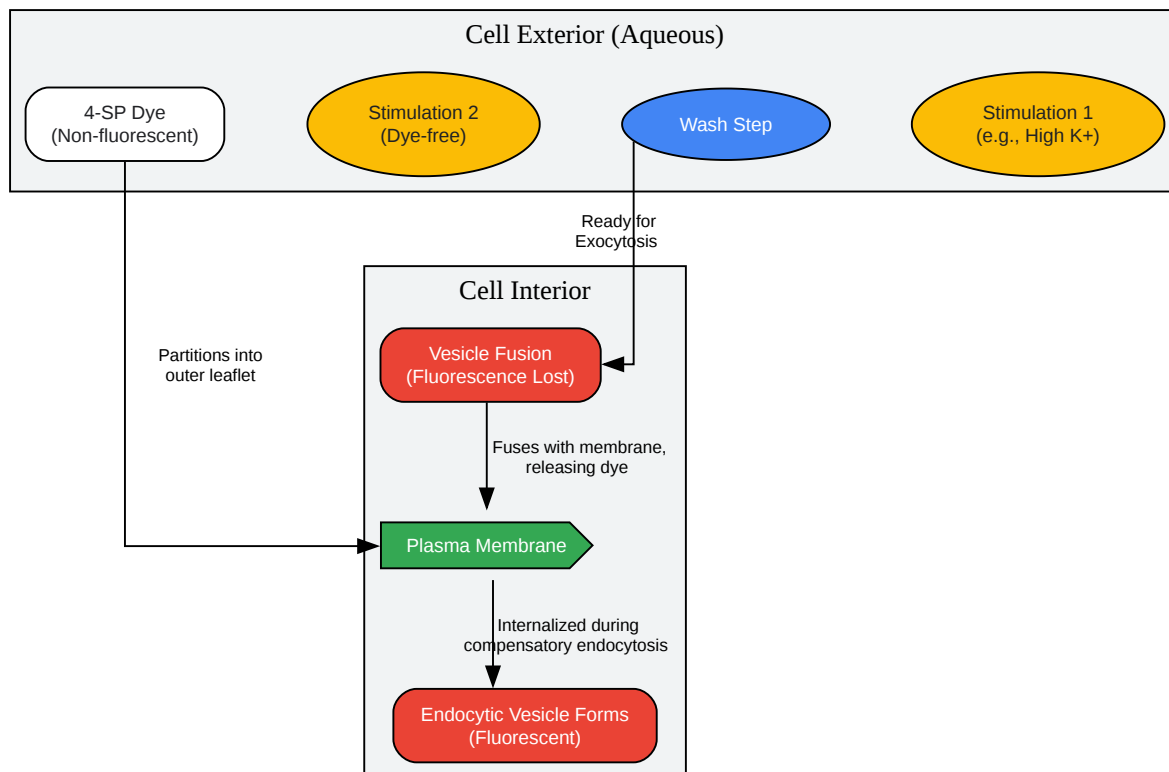 Cell Exterior (Aqueous)
4-SP Dye
(Non-fluorescent)
Stimulation 2
(Dye-free)
Wash Step
Stimulation 1
(e.g., High K+)
Ready for
Exocytosis
Cell Interior
Vesicle Fusion
(Fluorescence Lost)
Partitions into
outer leaflet
Fuses with membrane,
releasing dye
Plasma Membrane
Internalized during
compensatory endocytosis
Endocytic Vesicle Forms
(Fluorescent)